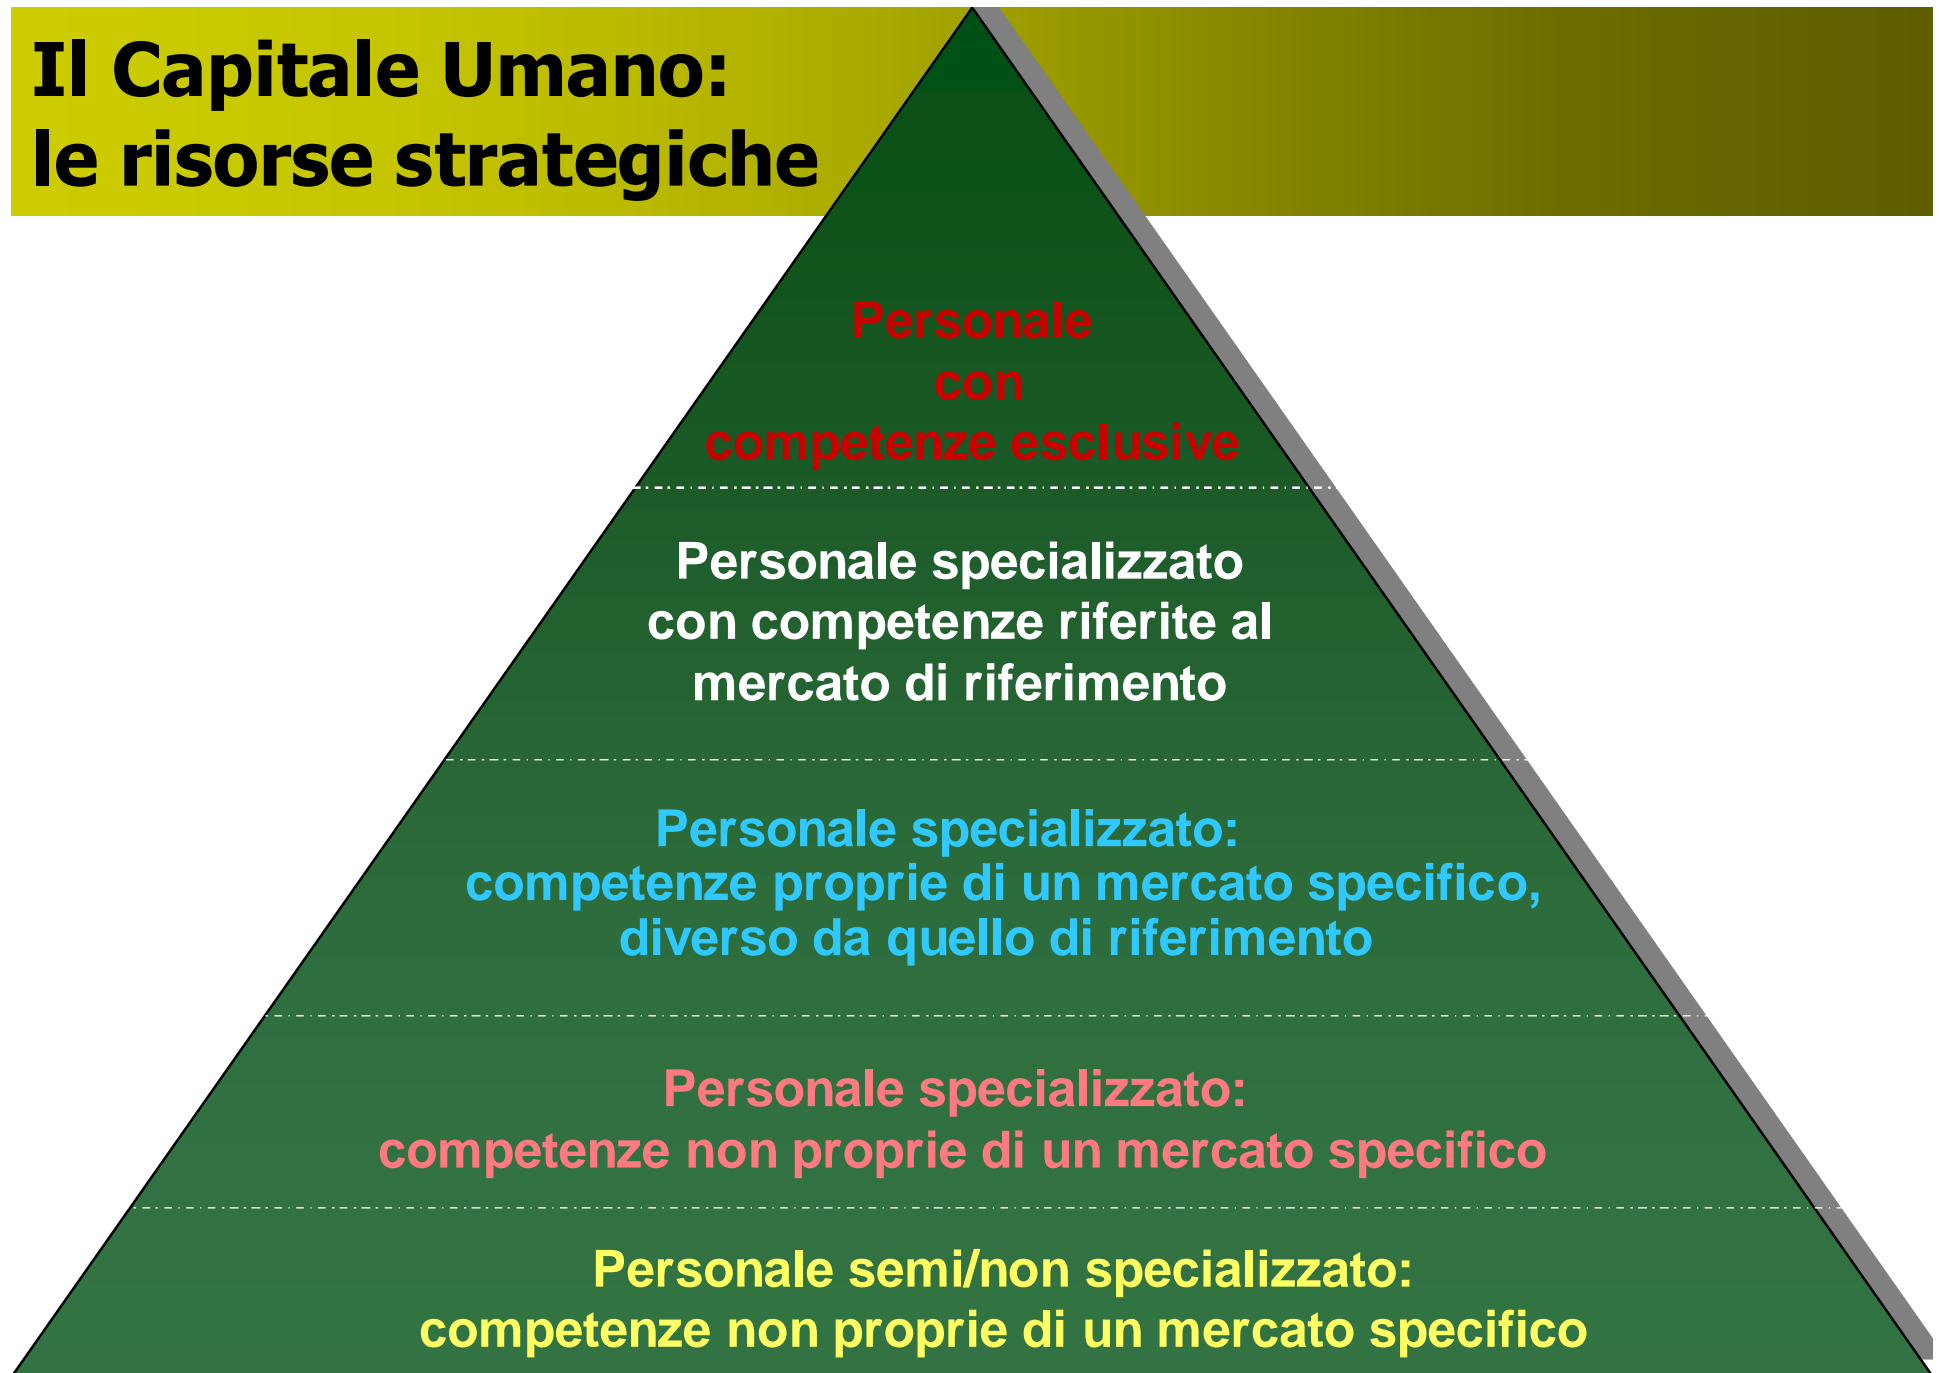 Il Capitale Umano:
le risorse strategiche
Personale
con
competenze esclusive
Personale specializzato
con competenze riferite al
mercato di riferimento
Personale specializzato:
competenze proprie di un mercato specifico,
diverso da quello di riferimento
Personale specializzato:
competenze non proprie di un mercato specifico
Personale semi/non specializzato:
competenze non proprie di un mercato specifico